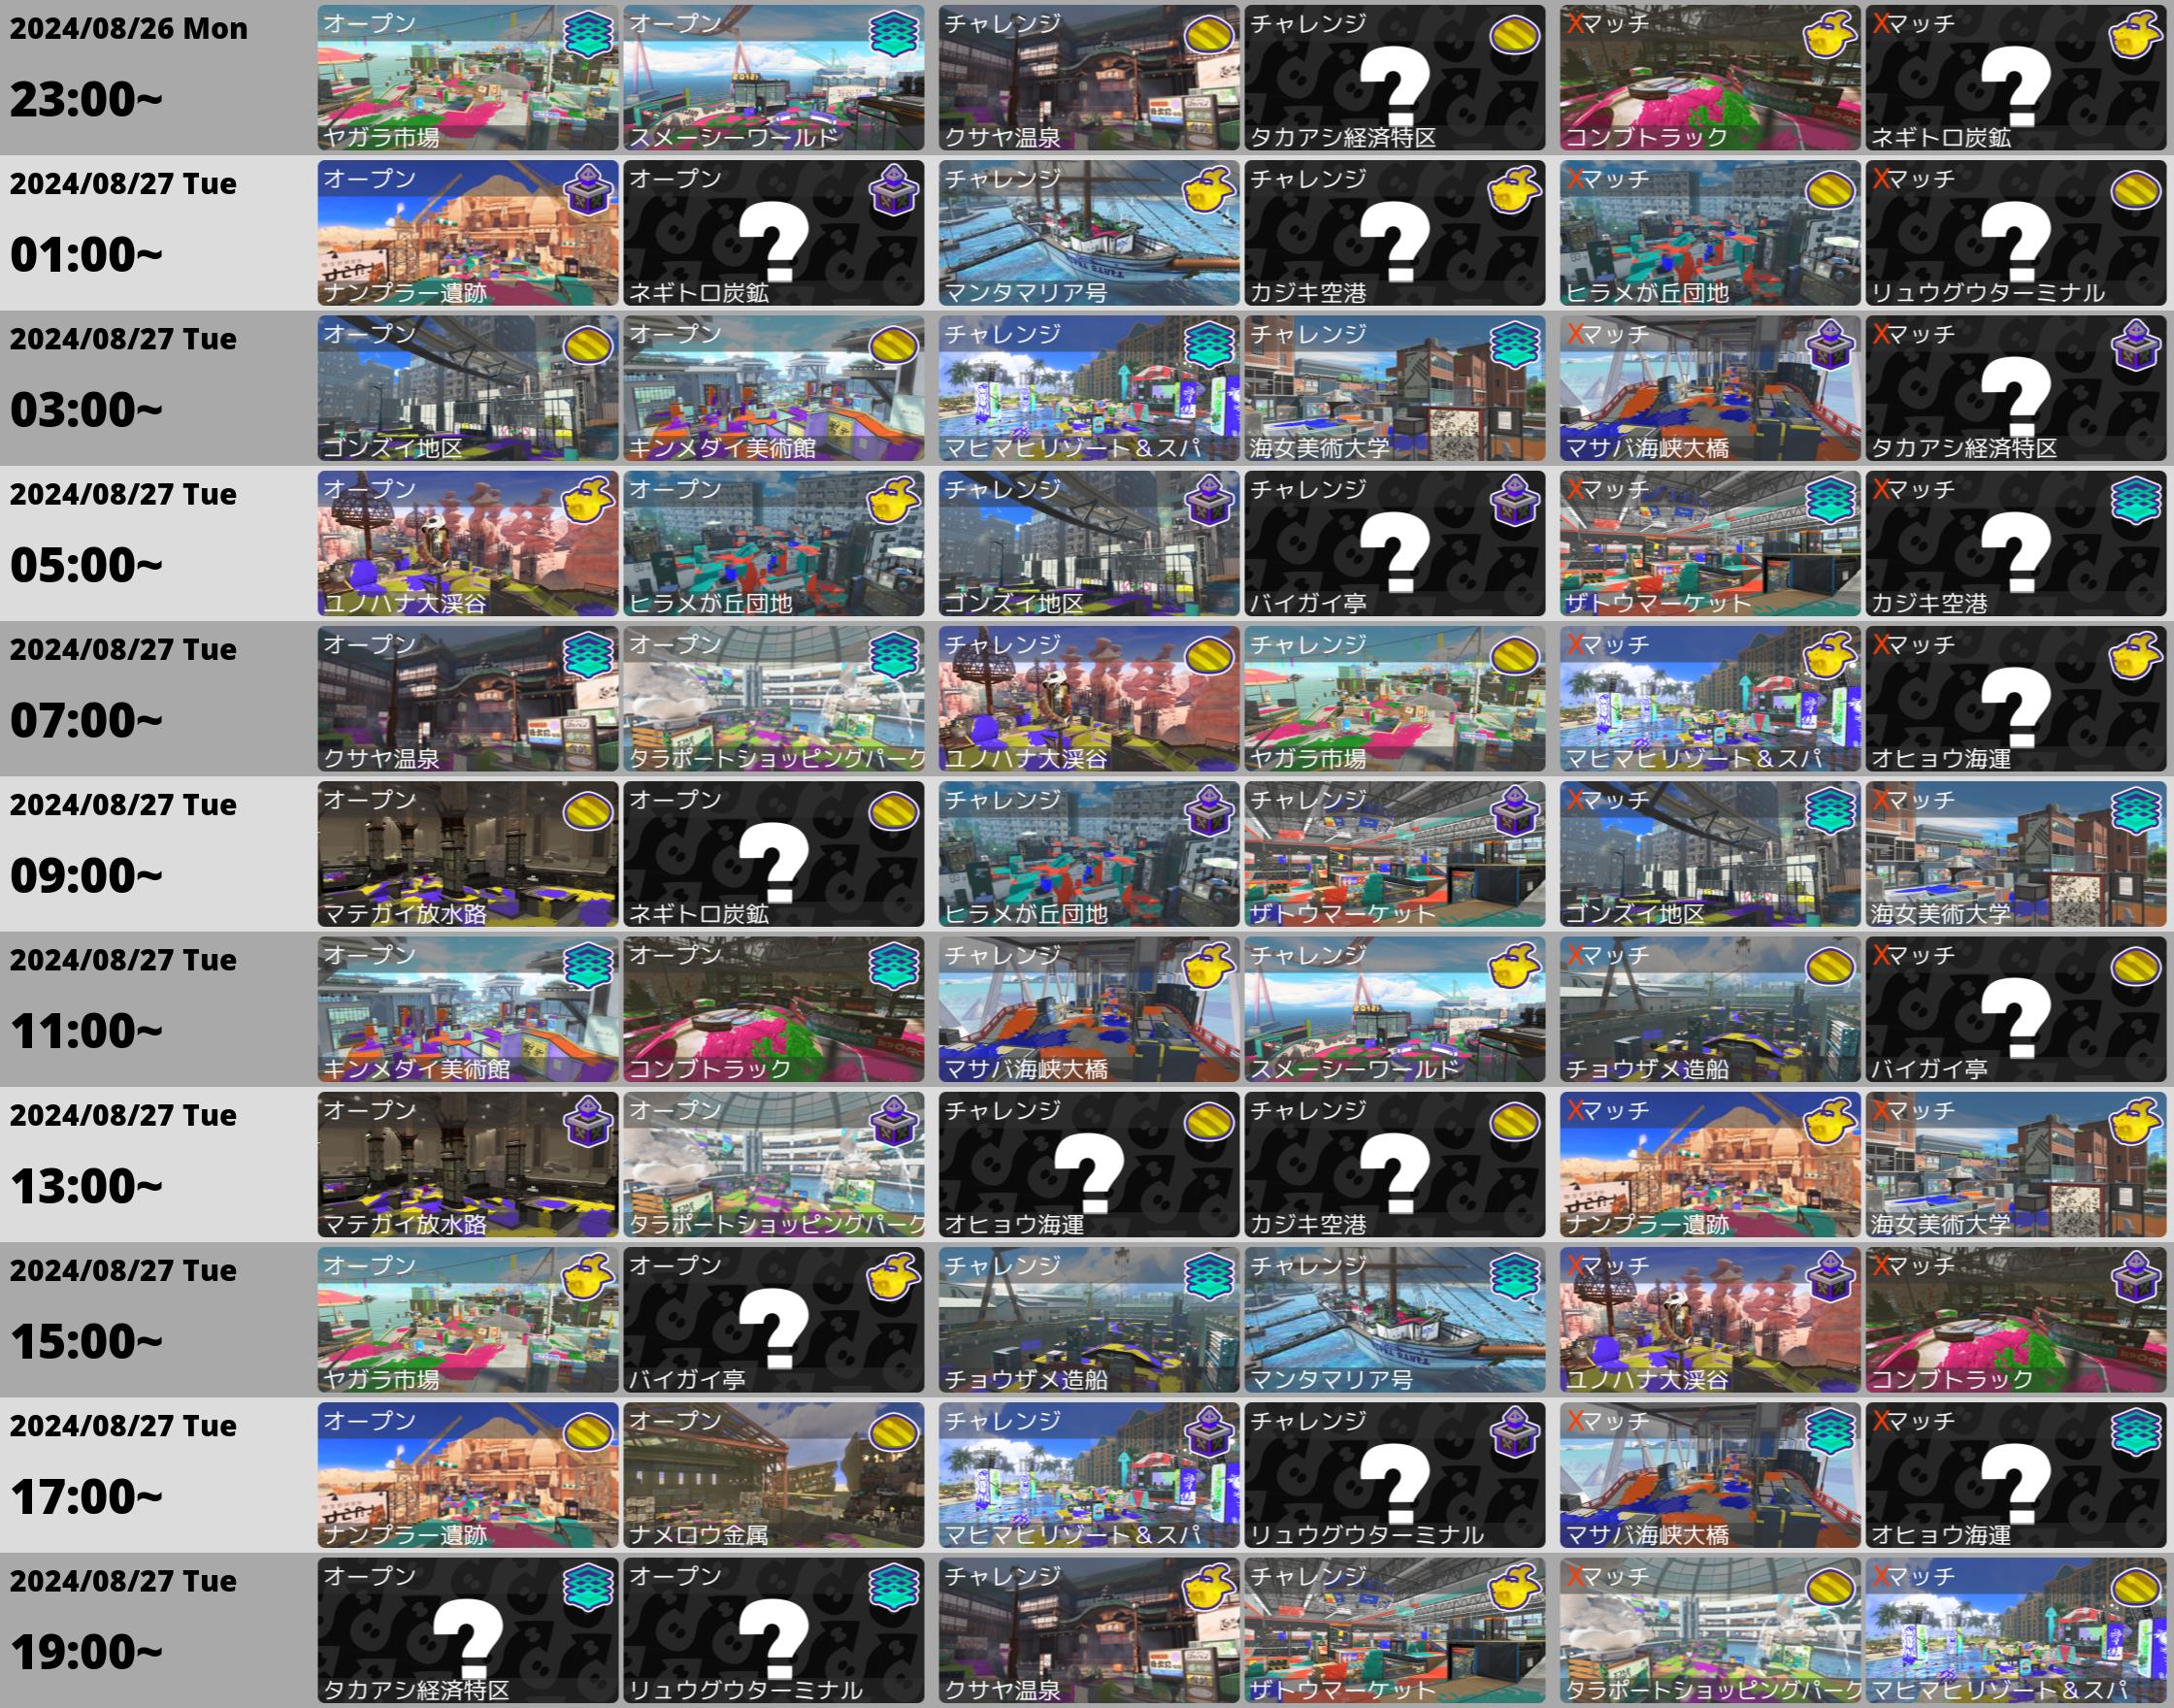 2024/08/26 Mon
23:00~
オープン
ヤガラ市場
オープン
スメーシーワールド
チャレンジ
クサヤ温泉
チャレンジ
?
タカアシ経済特区
Xマッチ
コンブトラック
Xマッチ
?
ネギトロ炭鉱
2024/08/27 Tue
01:00~
オープン
ナンプラー遺跡
オープン
?
ネギトロ炭鉱
チャレンジ
マンタマリア号
チャレンジ
?
カジキ空港
Xマッチ
ヒラメが丘団地
Xマッチ
?
リュウグウターミナル
2024/08/27 Tue
03:00~
オープン
ゴンズイ地区
オープン
キンメダイ美術館
チャレンジ
マヒマヒリゾート&スパ
チャレンジ
海女美術大学
Xマッチ
マサバ海峡大橋
Xマッチ
?
タカアシ経済特区
2024/08/27 Tue
05:00~
オープン
ユノハナ大渓谷
オープン
ヒラメが丘団地
チャレンジ
ゴンズイ地区
チャレンジ
?
バイガイ亭
Xマッチ
ザトウマーケット
Xマッチ
?
カジキ空港
2024/08/27 Tue
07:00~
オープン
クサヤ温泉
オープン
タラポートショッピングパーク
チャレンジ
ユノハナ大渓谷
チャレンジ
ヤガラ市場
Xマッチ
マヒマヒリゾート&スパ
Xマッチ
?
オヒョウ海運
2024/08/27 Tue
09:00~
オープン
マテガイ放水路
オープン
?
ネギトロ炭鉱
チャレンジ
ヒラメが丘団地
チャレンジ
ザトウマーケット
Xマッチ
ゴンズイ地区
Xマッチ
海女美術大学
2024/08/27 Tue
11:00~
オープン
キンメダイ美術館
オープン
コンブトラック
チャレンジ
マサバ海峡大橋
チャレンジ
スメーシーワールド
Xマッチ
チョウザメ造船
Xマッチ
?
バイガイ亭
2024/08/27 Tue
13:00~
オープン
マテガイ放水路
オープン
タラポートショッピングパーク
チャレンジ
?
オヒョウ海運
チャレンジ
?
カジキ空港
Xマッチ
ナンプラー遺跡
Xマッチ
海女美術大学
2024/08/27 Tue
15:00~
オープン
ヤガラ市場
オープン
?
バイガイ亭
チャレンジ
チョウザメ造船
チャレンジ
マンタマリア号
Xマッチ
ユノハナ大渓谷
Xマッチ
コンブトラック
2024/08/27 Tue
17:00~
オープン
ナンプラー遺跡
オープン
ナメロウ金属
チャレンジ
マヒマヒリゾート&スパ
チャレンジ
?
リュウグウターミナル
Xマッチ
マサバ海峡大橋
Xマッチ
?
オヒョウ海運
2024/08/27 Tue
19:00~
オープン
?
タカアシ経済特区
オープン
?
リュウグウターミナル
チャレンジ
クサヤ温泉
チャレンジ
ザトウマーケット
Xマッチ
タラポートショッピングパーク
Xマッチ
マヒマヒリゾート&スパ